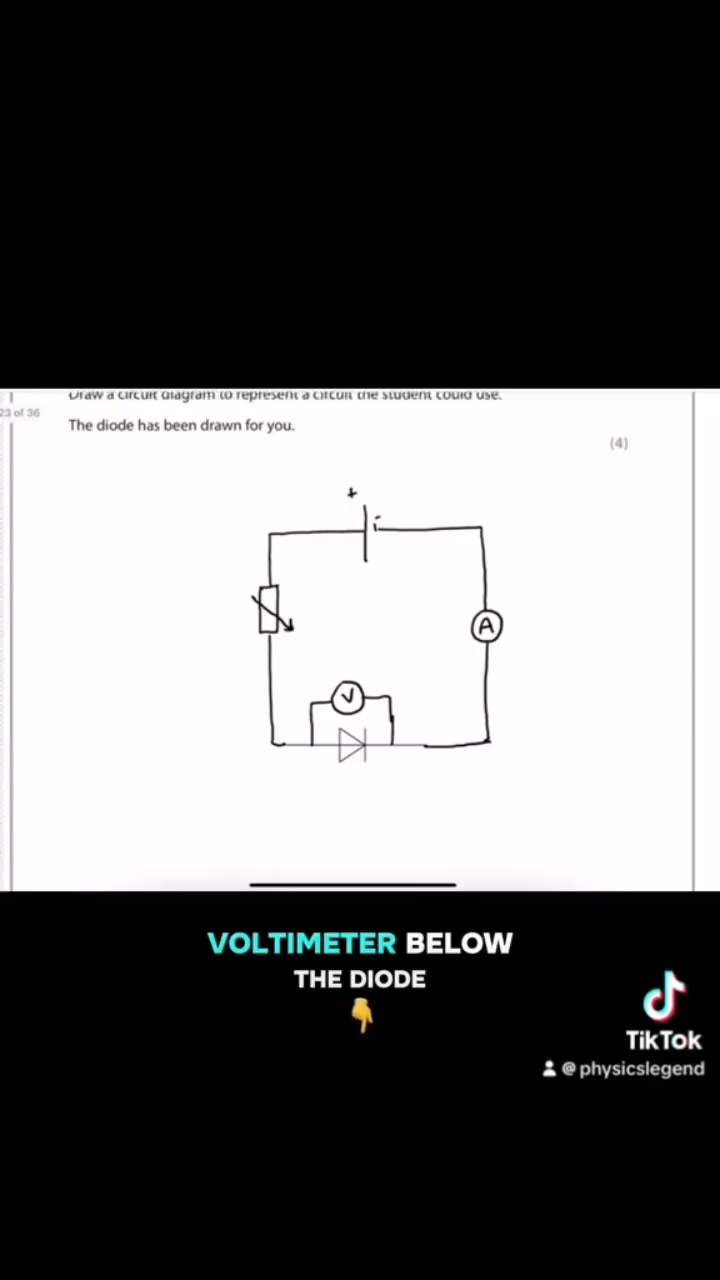 Draw a circuit diagram to represent a circuit the student could use.
23 of 36
The diode has been drawn for you.
(4)
+
A
V
VOLTIMETER BELOW
THE DIODE
TikTok
@physicslegend